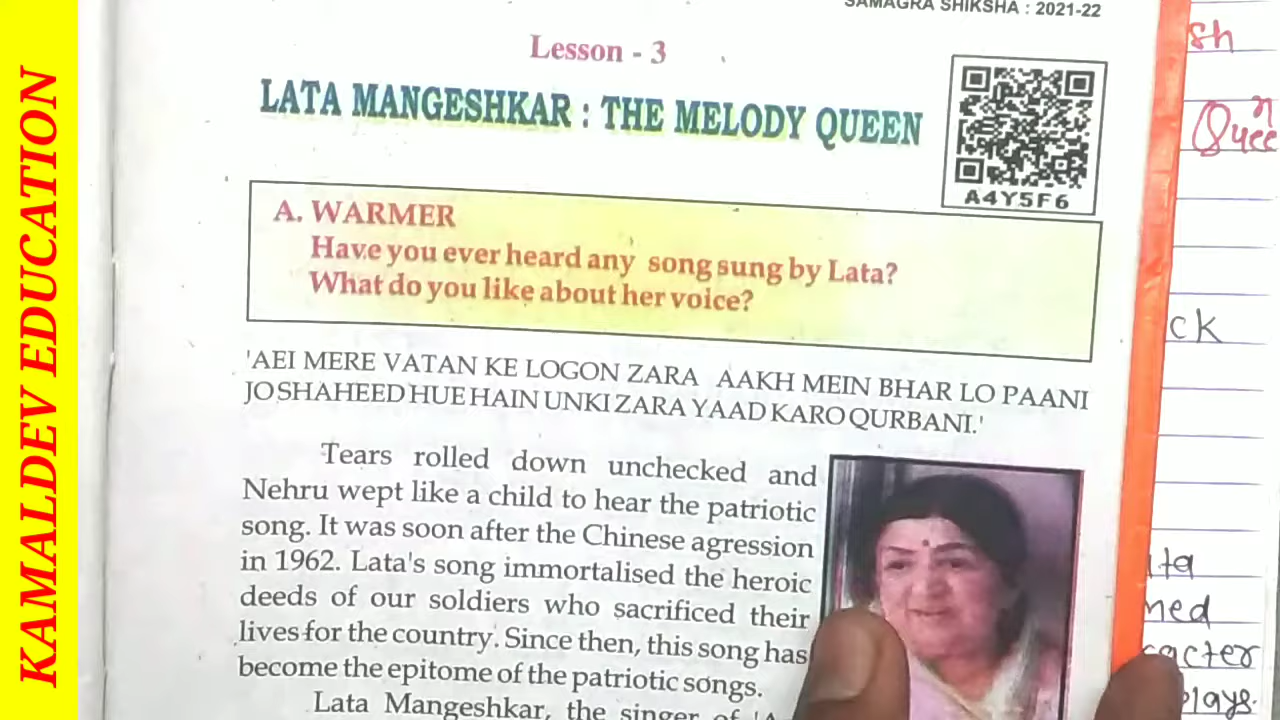 KAMALDEV EDUCATION
SAMAGRA SHIKSHA : 2021-22
Lesson - 3
LATA MANGESHKAR : THE MELODY QUEEN
A4Y5F6
A. WARMER
Have you ever heard any song sung by Lata?
What do you like about her voice?
'AEI MERE VATAN KE LOGON ZARA AAKH MEIN BHAR LO PAANI
JO SHAHEED HUE HAIN UNKI ZARA YAAD KARO QURBANI.'
Tears rolled down unchecked and
Nehru wept like a child to hear the patriotic
song. It was soon after the Chinese agression
in 1962. Lata's song immortalised the heroic
deeds of our soldiers who sacrificed their
lives for the country. Since then, this song has
become the epitome of the patriotic songs.
Lata Mangeshkar, the singer of 'A
sh
ck
ta
ned
acter
plays.